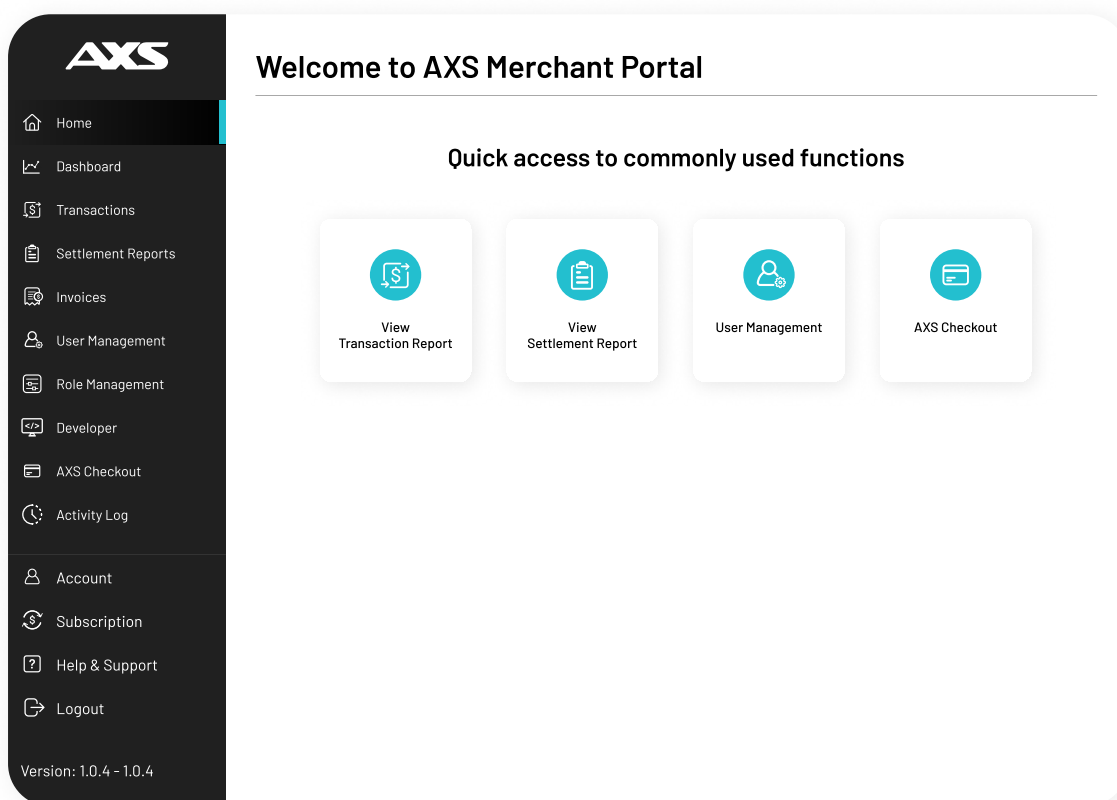 AXS
Home
Dashboard
Transactions
Settlement Reports
Invoices
User Management
Role Management
Developer
AXS Checkout
Activity Log
Account
Subscription
Help & Support
Logout
Version: 1.0.4 - 1.0.4
Welcome to AXS Merchant Portal
Quick access to commonly used functions
View
Transaction Report
View
Settlement Report
User Management
AXS Checkout